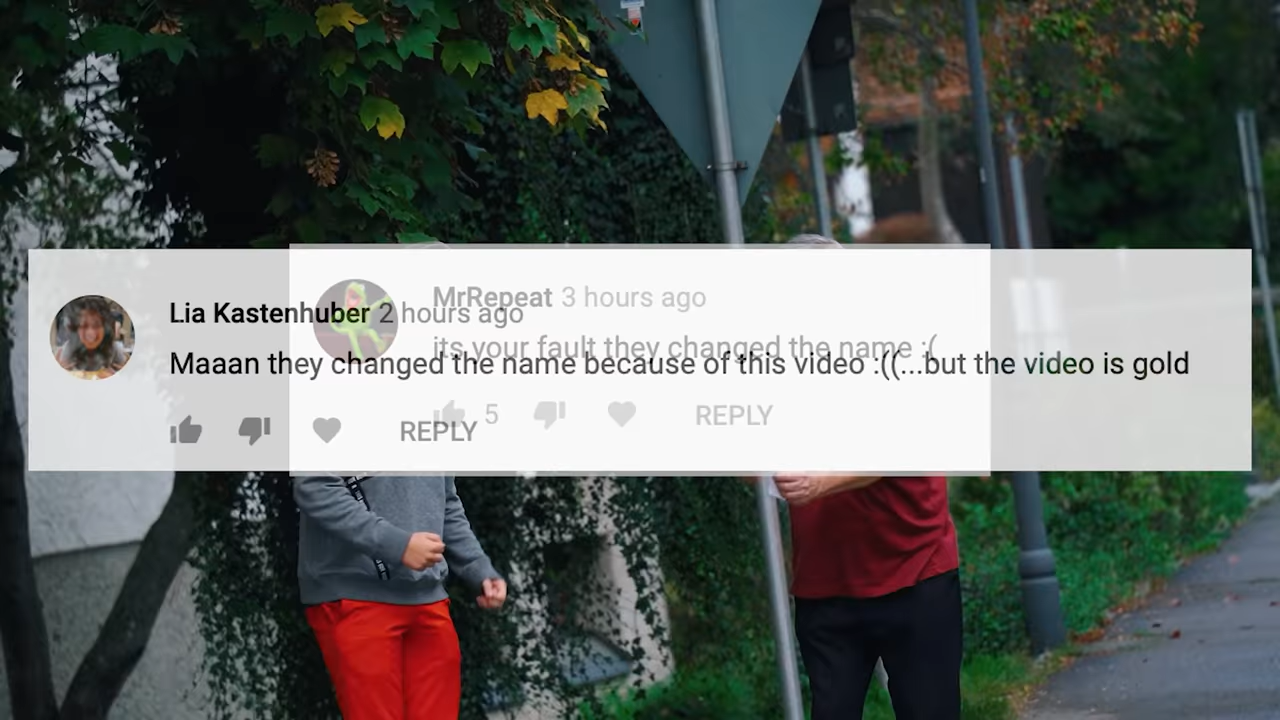 MrRepeat 3 hours ago
its your fault they changed the name :(
5 REPLY
Lia Kastenhuber 2 hours ago
Maaan they changed the name because of this video :((...but the video is gold
REPLY